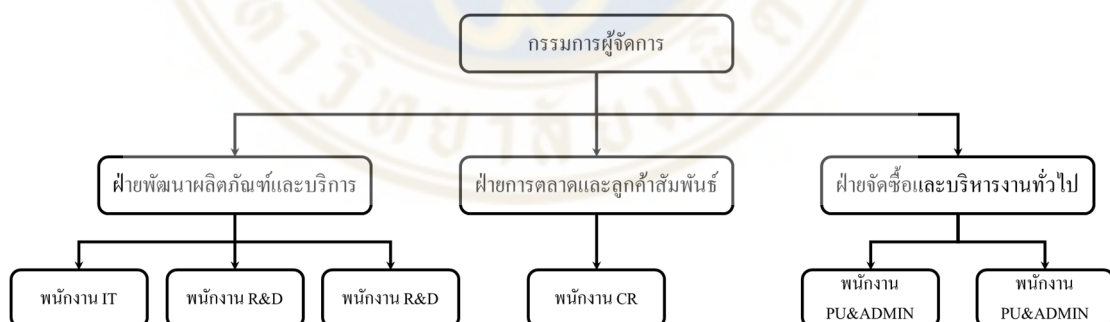 กรรมการผู้จัดการ
ฝ่ายพัฒนาผลิตภัณฑ์และบริการ
ฝ่ายการตลาดและลูกค้าสัมพันธ์
ฝ่ายจัดซื้อและบริหารงานทั่วไป
พนักงาน IT
พนักงาน R&D
พนักงาน R&D
พนักงาน CR
พนักงาน
PU&ADMIN
พนักงาน
PU&ADMIN